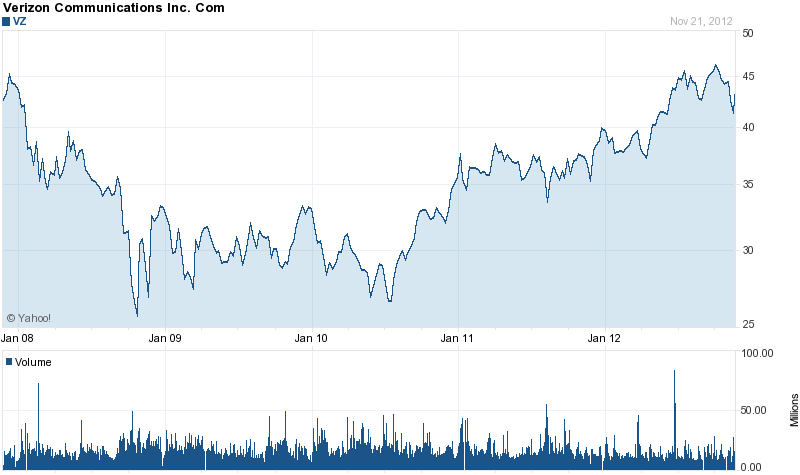 Verizon Communications Inc. Com
VZ
Nov 21, 2012
50
45
40
35
30
25
© Yahoo!
Jan 08 Jan 09 Jan 10 Jan 11 Jan 12
Volume
100.00
50.00
0.00
Milions